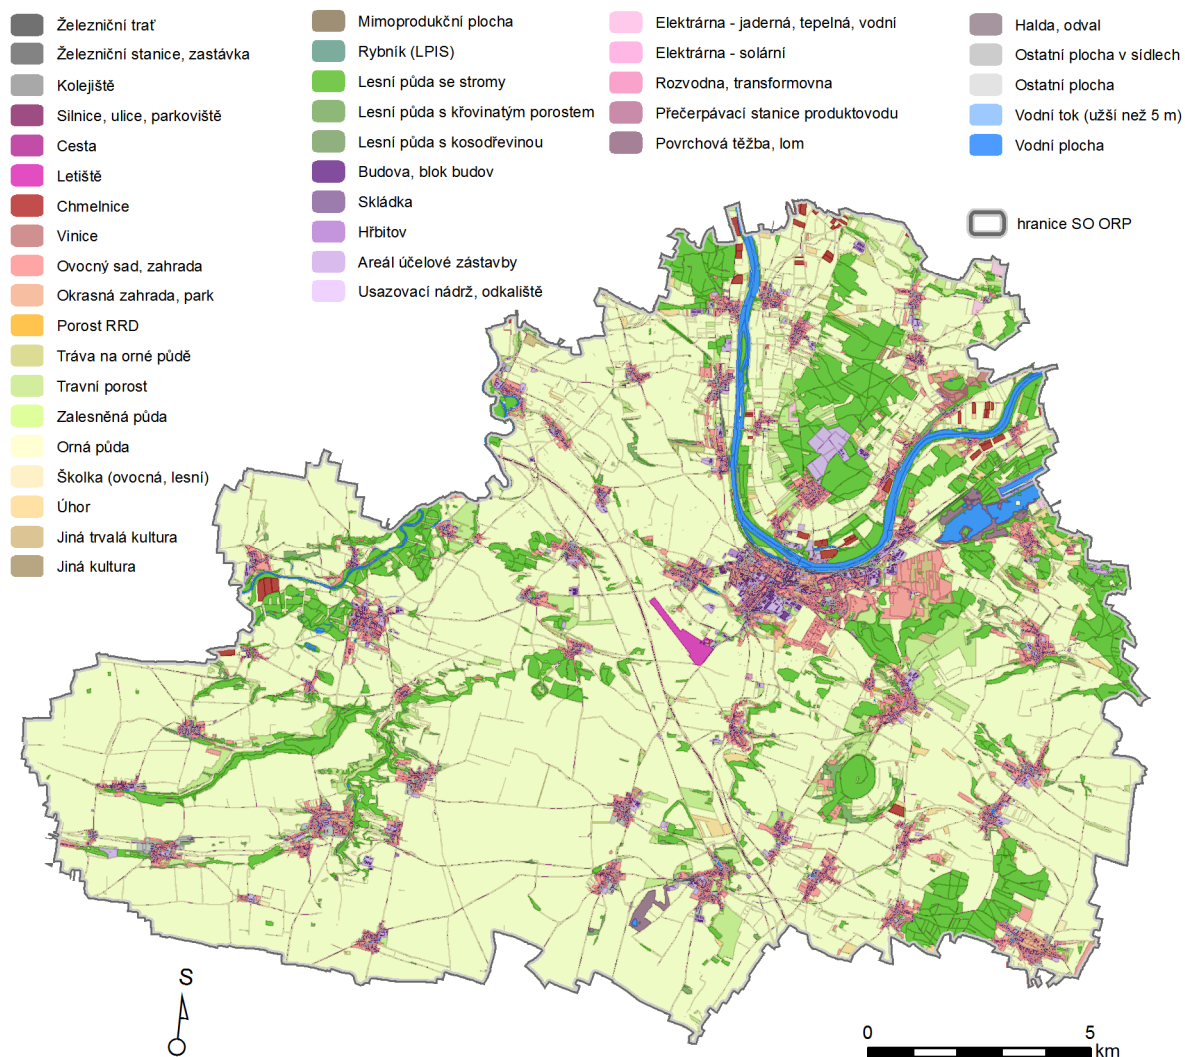 Železniční trať
Železniční stanice, zastávka
Kolejiště
Silnice, ulice, parkoviště
Cesta
Letiště
Chmelnice
Vinice
Ovocný sad, zahrada
Okrasná zahrada, park
Porost RRD
Tráva na orné půdě
Travní porost
Zalesněná půda
Orná půda
Školka (ovocná, lesní)
Úhor
Jiná trvalá kultura
Jiná kultura
Mimoprodukční plocha
Rybník (LPIS)
Lesní půda se stromy
Lesní půda s křovinatým porostem
Lesní půda s kosodřevinou
Budova, blok budov
Skládka
Hřbitov
Areál účelové zástavby
Usazovací nádrž, odkaliště
Elektrárna - jaderná, tepelná, vodní
Elektrárna - solární
Rozvodna, transformovna
Přečerpávací stanice produktovodu
Povrchová těžba, lom
Halda, odval
Ostatní plocha v sídlech
Ostatní plocha
Vodní tok (užší než 5 m)
Vodní plocha
hranice SO ORP
S
0 5
km